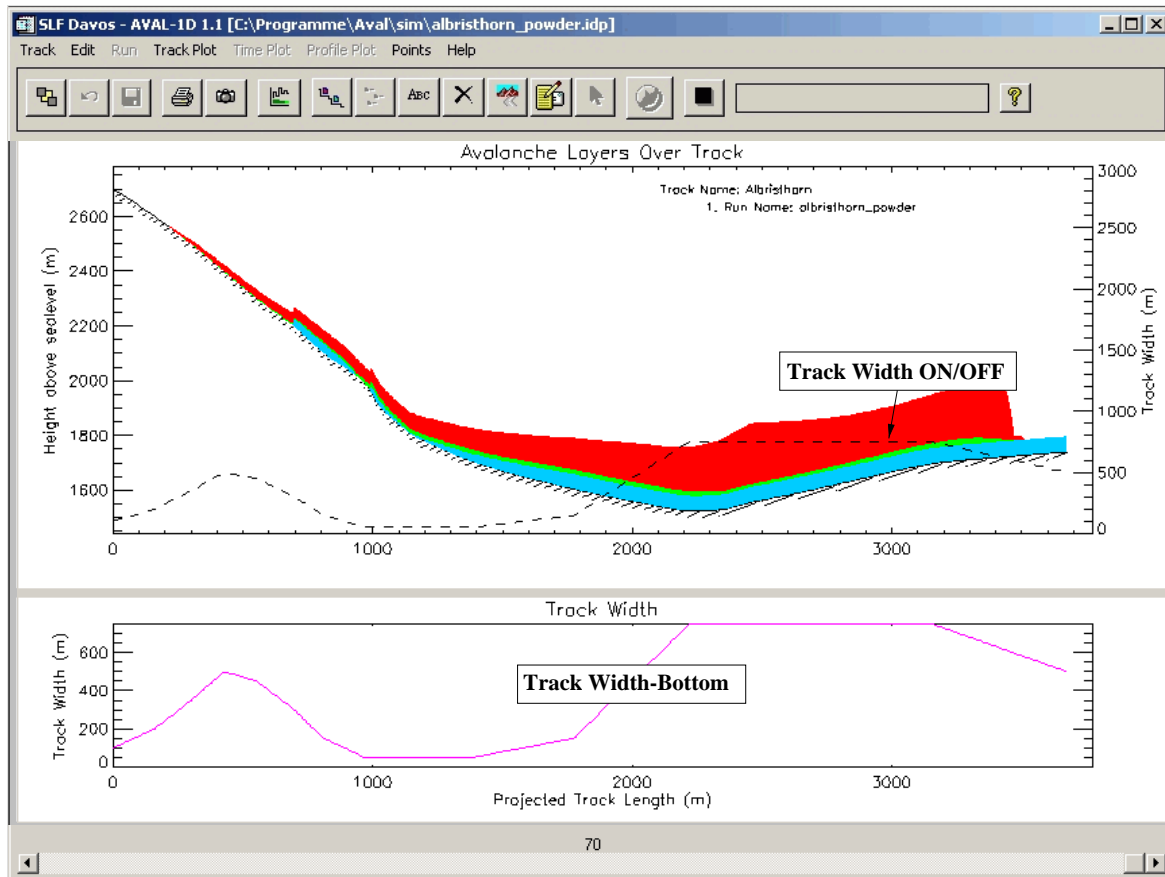 SLF Davos - AVAL-1D 1.1 [C:\Programme\Aval\sim\albristhorn_powder.idp]
Track Edit Run Track Plot Time Plot Profile Plot Points Help
ABC
?
Avalanche Layers Over Track
Track Name: Albristhorn
1. Run Name: albristhorn_powder
Height above sealevel (m)
2600
2400
2200
2000
1800
1600
3000
2500
2000
1500
1000
500
0
Track Width (m)
Track Width ON/OFF
0 1000 2000 3000
Track Width
Track Width (m)
600
400
200
0
Track Width-Bottom
0 1000 2000 3000
Projected Track Length (m)
70